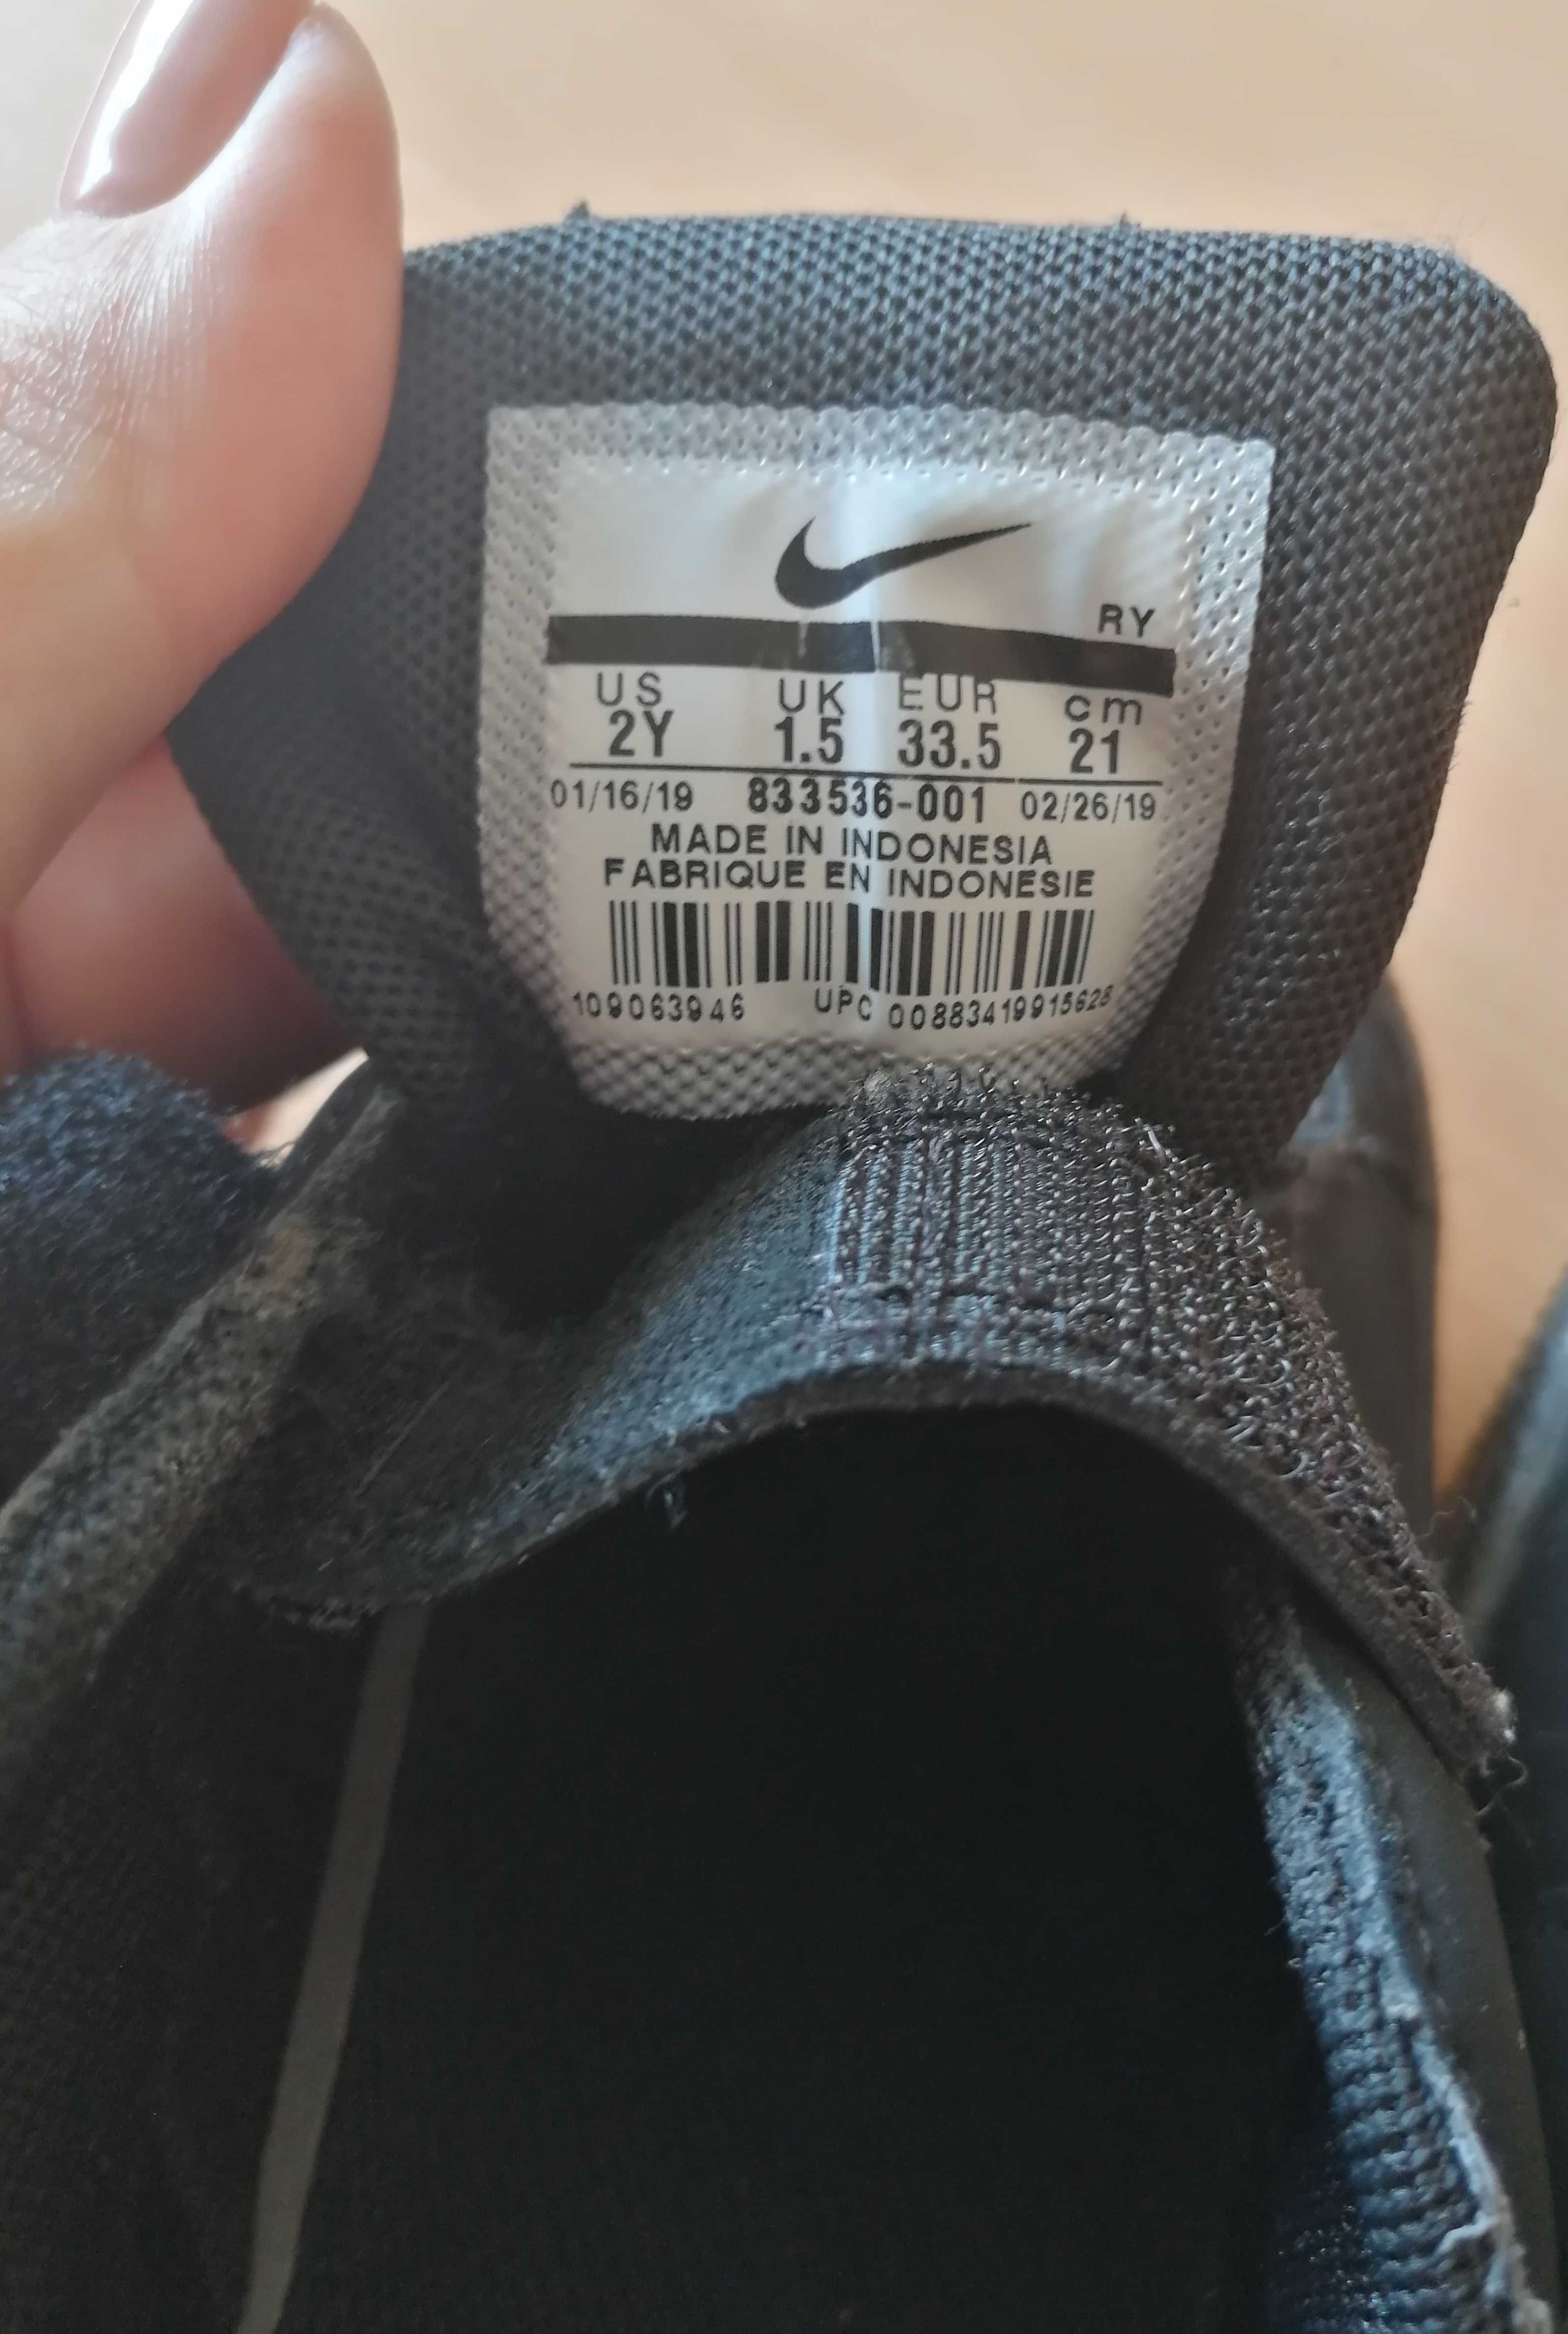 RY
US UK EUR cm
2Y 1.5 33.5 21
01/16/19 833536-001 02/26/19
MADE IN INDONESIA
FABRIQUE EN INDONESIE
109063946 UPC 00883419915628